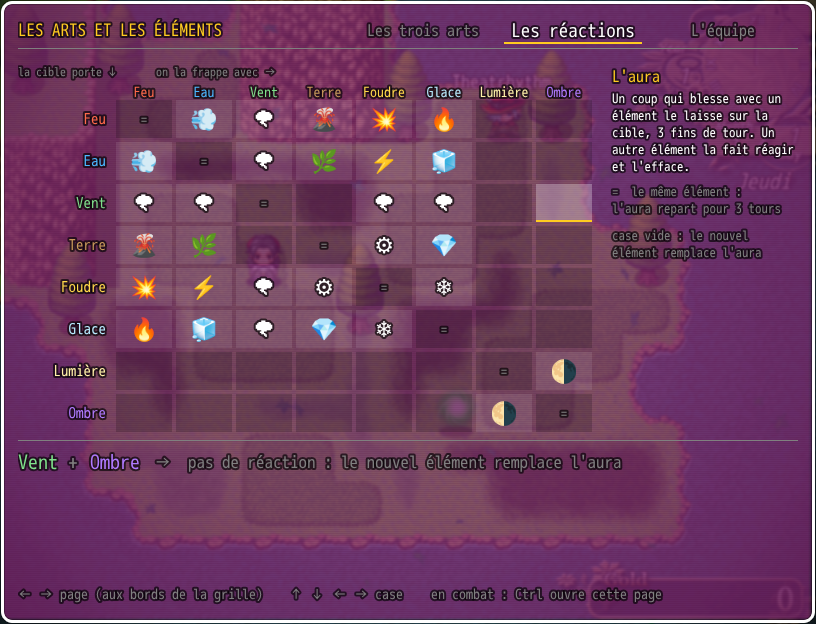 LES ARTS ET LES ÉLÉMENTS
Les trois arts
Les réactions
L'équipe
la cible porte ↓
on la frappe avec →
Feu Eau Vent Terre Foudre Glace Lumière Ombre
Feu =
Eau =
Vent =
Terre =
Foudre =
Glace =
Lumière =
Ombre =
L'aura
Un coup qui blesse avec un
élément le laisse sur la
cible, 3 fins de tour. Un
autre élément la fait réagir
et l'efface.
= le même élément :
l'aura repart pour 3 tours
case vide : le nouvel
élément remplace l'aura
Jeudi
Vent + Ombre → pas de réaction : le nouvel élément remplace l'aura
← → page (aux bords de la grille) ↑ ↓ ← → case en combat : Ctrl ouvre cette page
0